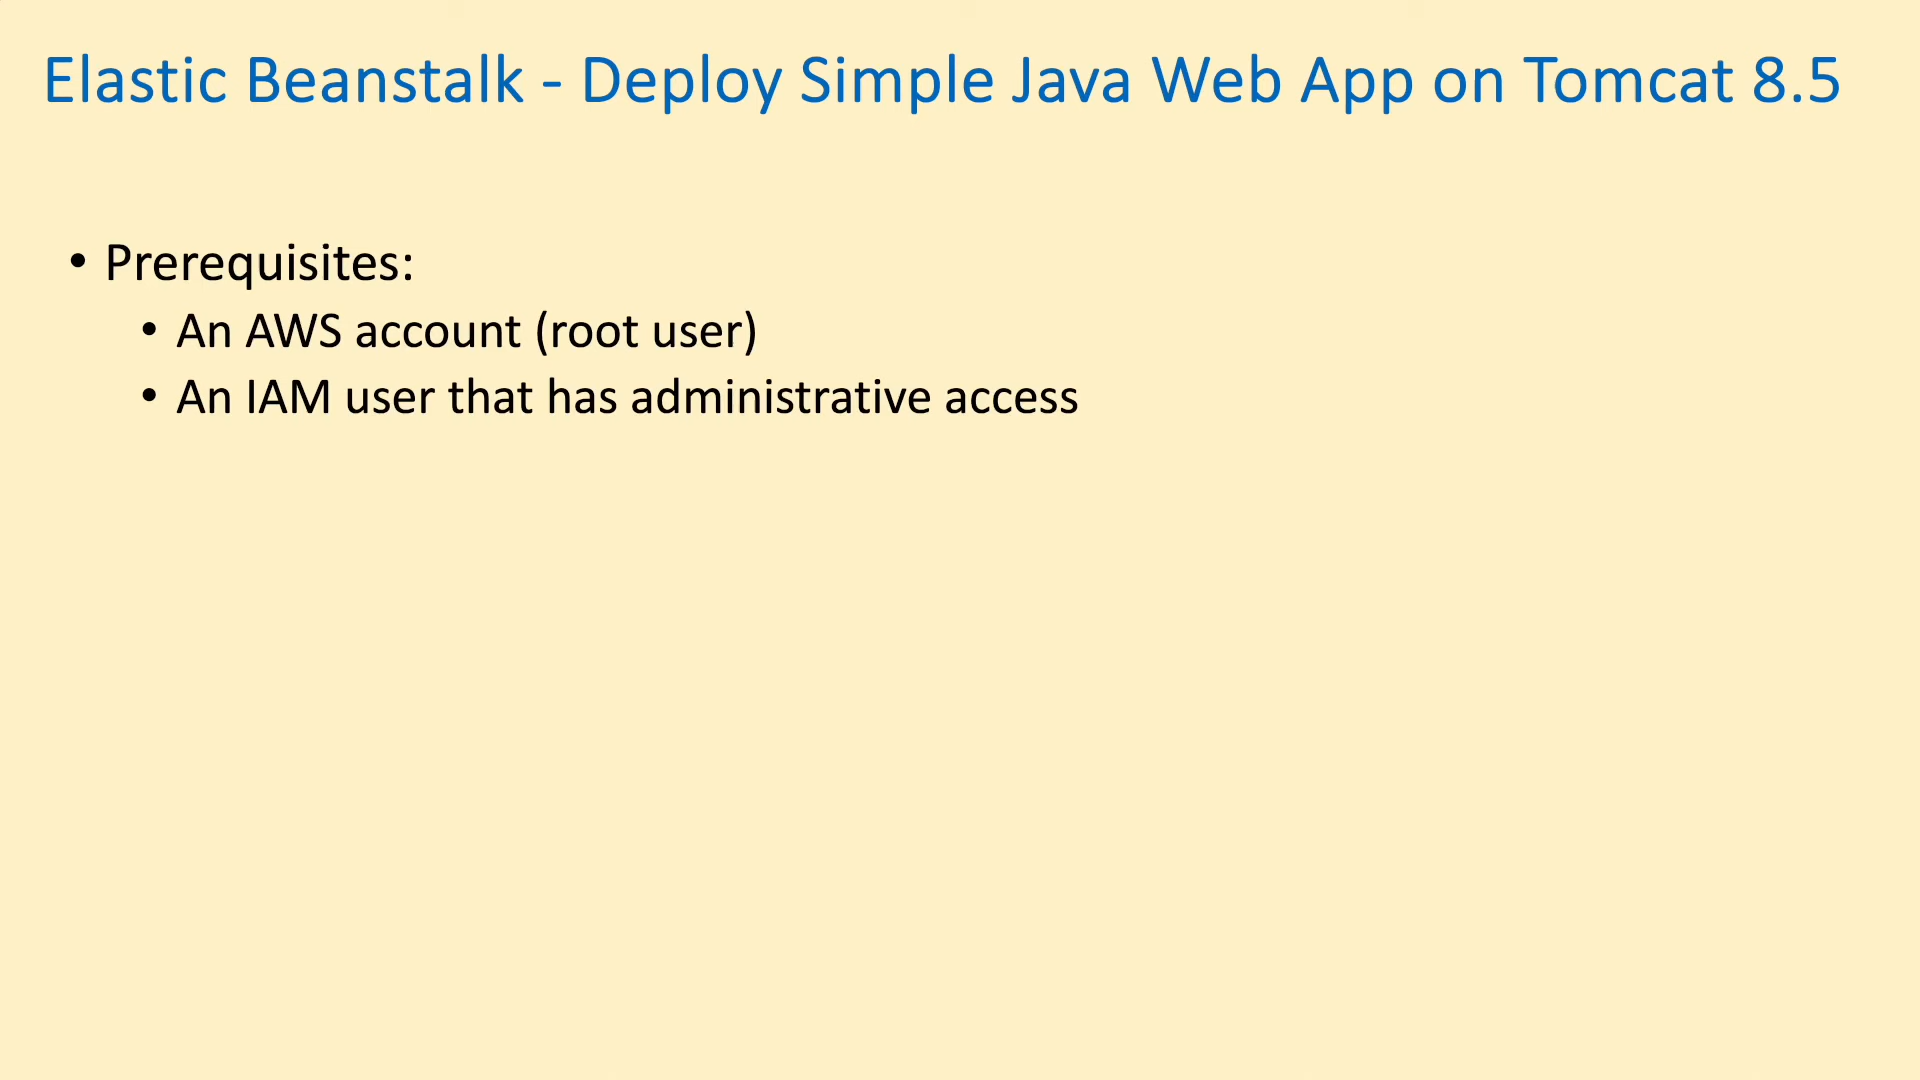 Elastic Beanstalk - Deploy Simple Java Web App on Tomcat 8.5
• Prerequisites:
• An AWS account (root user)
• An IAM user that has administrative access